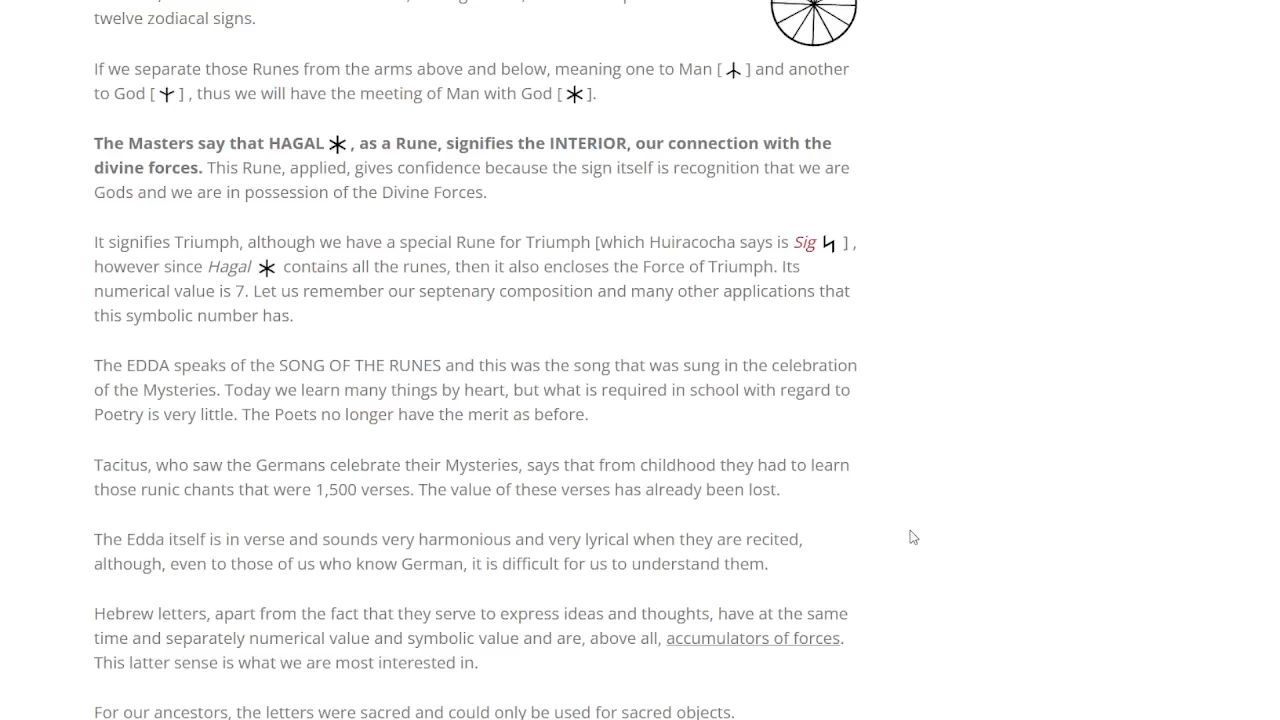 twelve zodiacal signs.
If we separate those Runes from the arms above and below, meaning one to Man [ ᛣ ] and another
to God [ ᛉ ] , thus we will have the meeting of Man with God [ ᚼ ].
The Masters say that HAGAL ᚼ , as a Rune, signifies the INTERIOR, our connection with the
divine forces. This Rune, applied, gives confidence because the sign itself is recognition that we are
Gods and we are in possession of the Divine Forces.
It signifies Triumph, although we have a special Rune for Triumph [which Huiracocha says is Sig ᛋ ] ,
however since Hagal ᚼ contains all the runes, then it also encloses the Force of Triumph. Its
numerical value is 7. Let us remember our septenary composition and many other applications that
this symbolic number has.
The EDDA speaks of the SONG OF THE RUNES and this was the song that was sung in the celebration
of the Mysteries. Today we learn many things by heart, but what is required in school with regard to
Poetry is very little. The Poets no longer have the merit as before.
Tacitus, who saw the Germans celebrate their Mysteries, says that from childhood they had to learn
those runic chants that were 1,500 verses. The value of these verses has already been lost.
The Edda itself is in verse and sounds very harmonious and very lyrical when they are recited,
although, even to those of us who know German, it is difficult for us to understand them.
Hebrew letters, apart from the fact that they serve to express ideas and thoughts, have at the same
time and separately numerical value and symbolic value and are, above all, accumulators of forces.
This latter sense is what we are most interested in.
For our ancestors, the letters were sacred and could only be used for sacred objects.